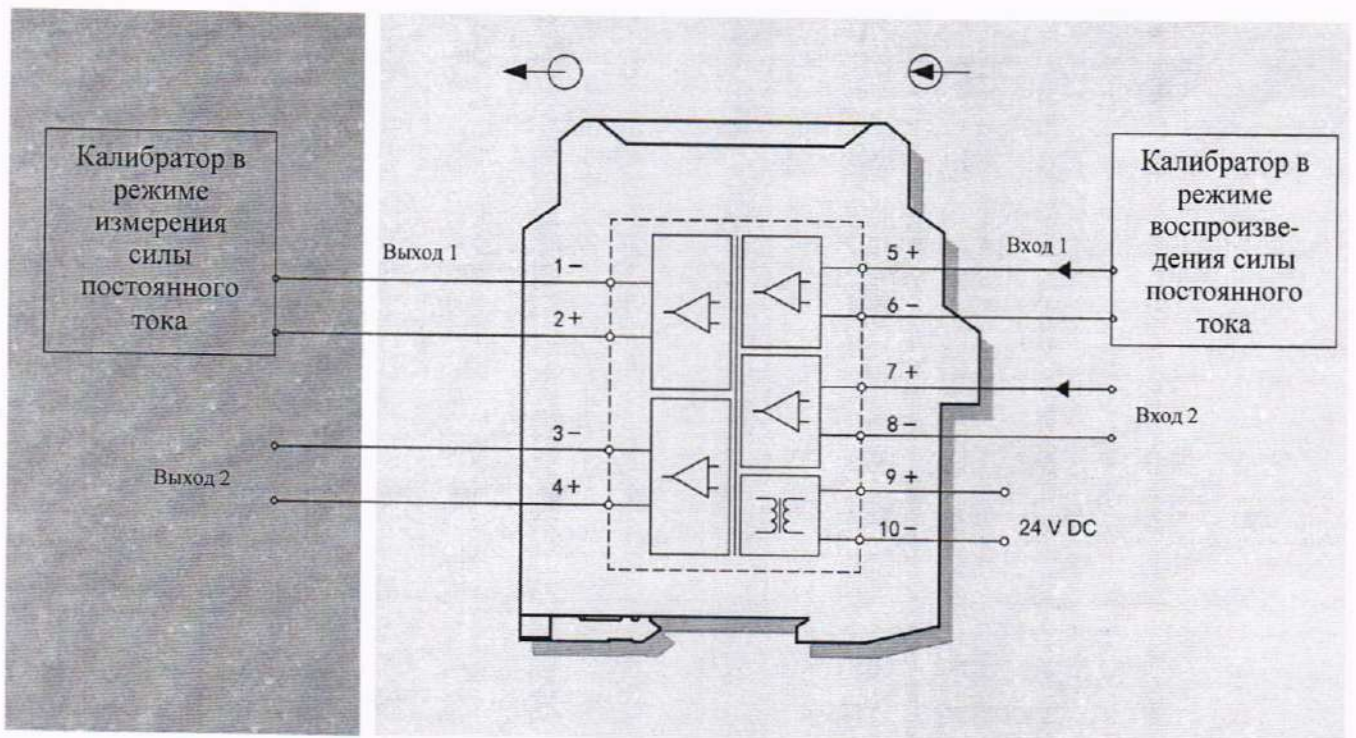 Калибратор в
режиме
измерения
силы
постоянного
тока
Выход 1
Выход 2
1 −
2 +
3 −
4 +
5 +
6 −
7 +
8 −
9 +
10 −
Вход 1
Вход 2
24 V DC
Калибратор в
режиме
воспроизве-
дения силы
постоянного
тока